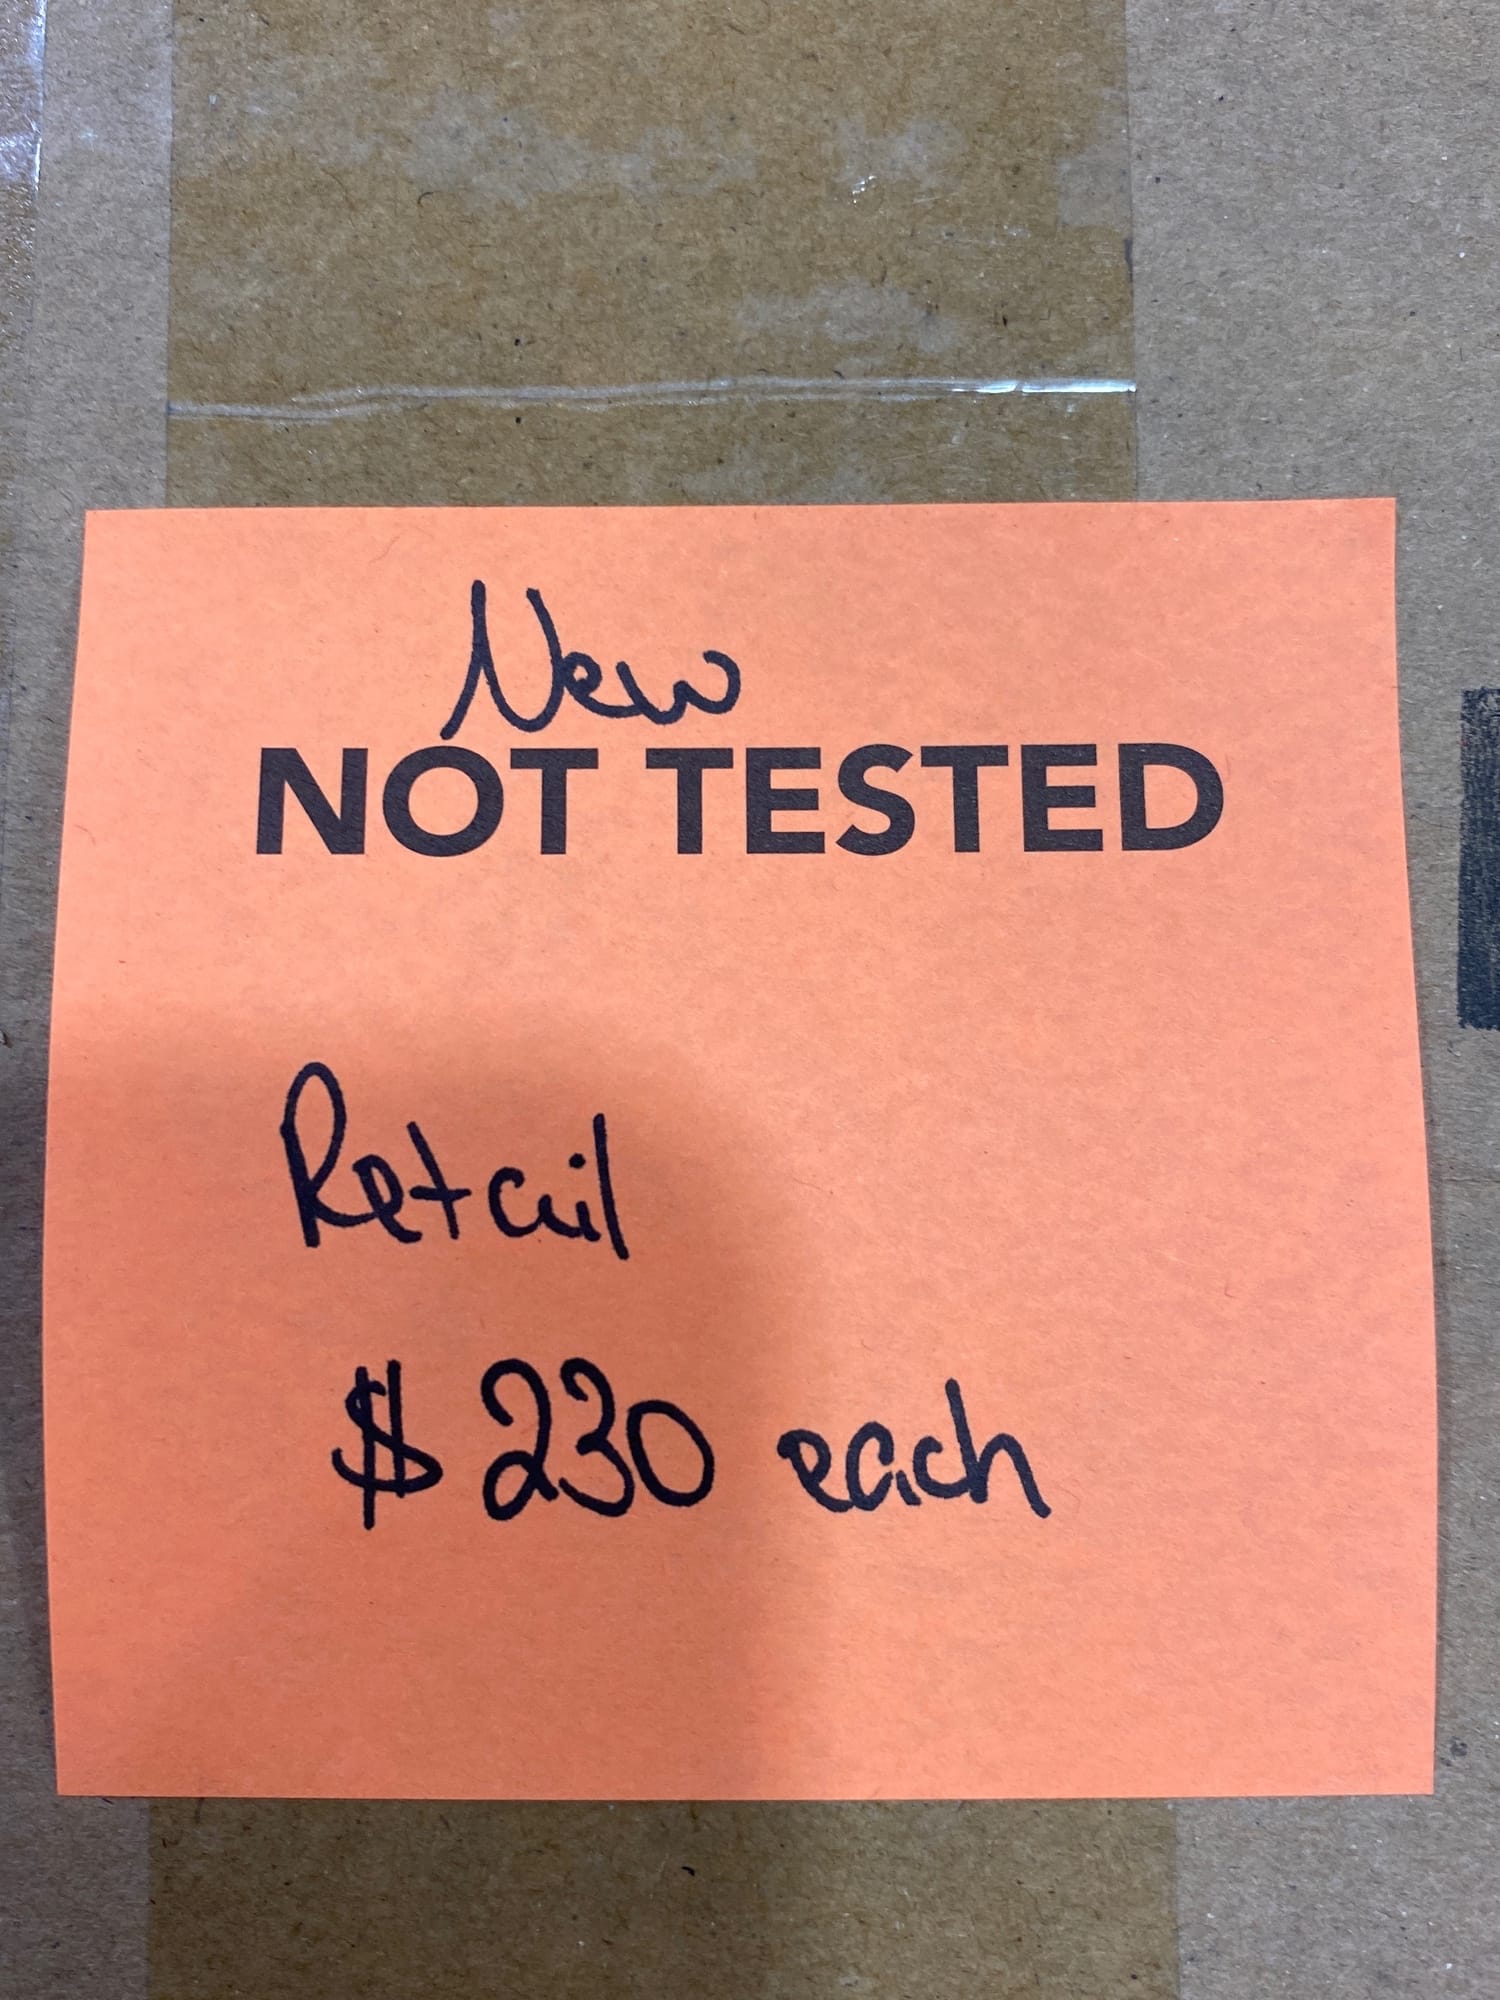 New
NOT TESTED
Retail
$230 each